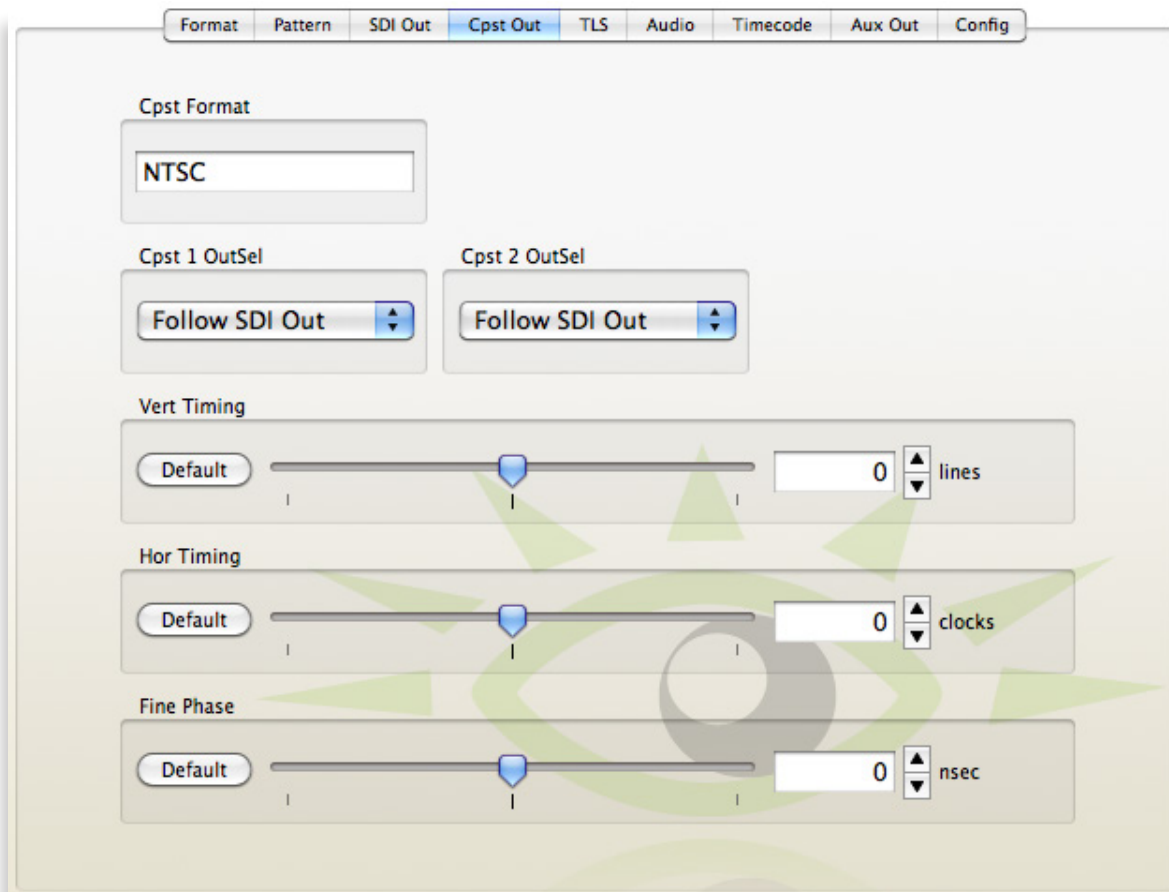 Format Pattern SDI Out Cpst Out TLS Audio Timecode Aux Out Config
Cpst Format
NTSC
Cpst 1 OutSel Cpst 2 OutSel
Follow SDI Out Follow SDI Out
Vert Timing
Default 0 lines
Hor Timing
Default 0 clocks
Fine Phase
Default 0 nsec